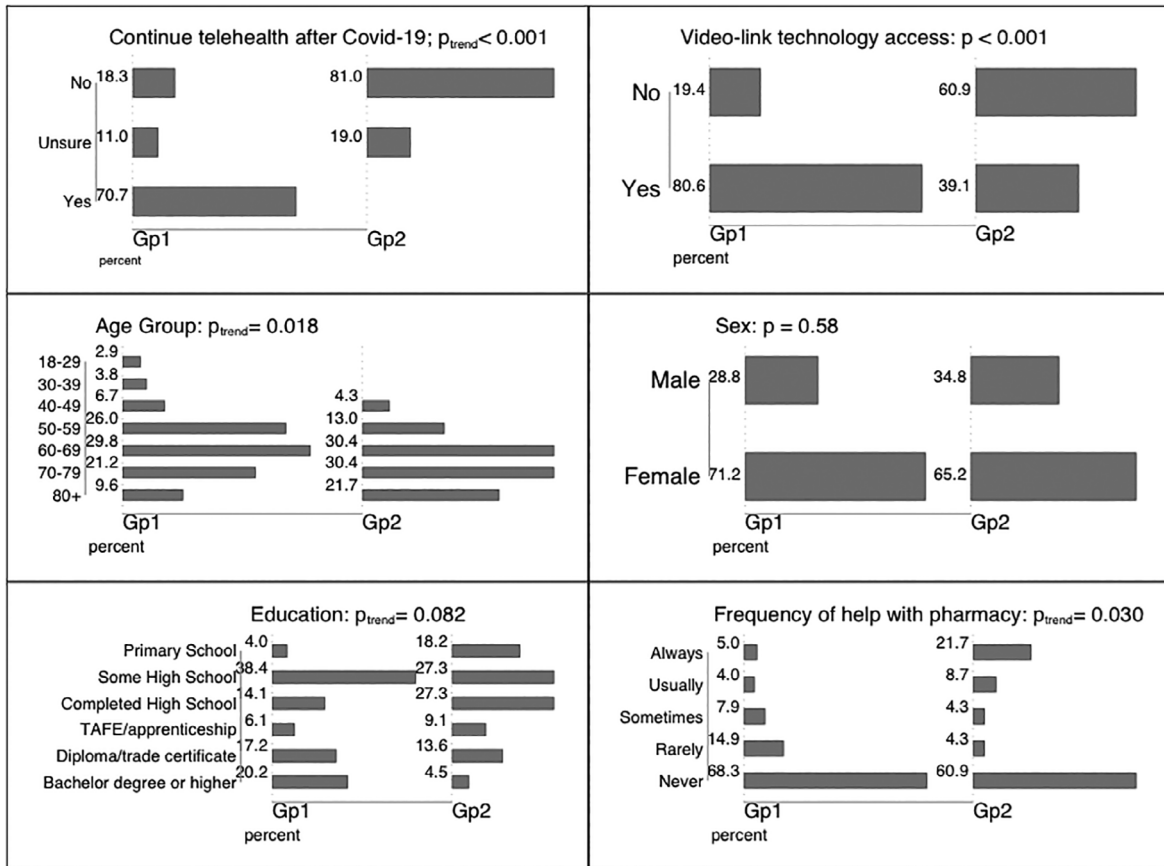 Continue telehealth after Covid-19; ptrend< 0.001
No 18.3 81.0
Unsure 11.0 19.0
Yes 70.7
Gp1 Gp2
percent
Video-link technology access: p < 0.001
No 19.4 60.9
Yes 80.6 39.1
Gp1 Gp2
percent
Age Group: ptrend= 0.018
18-29 2.9
30-39 3.8
40-49 6.7 4.3
50-59 26.0 13.0
60-69 29.8 30.4
70-79 21.2 30.4
80+ 9.6 21.7
Gp1 Gp2
percent
Sex: p = 0.58
Male 28.8 34.8
Female 71.2 65.2
Gp1 Gp2
percent
Education: ptrend= 0.082
Primary School 4.0 18.2
Some High School 38.4 27.3
Completed High School 14.1 27.3
TAFE/apprenticeship 6.1 9.1
Diploma/trade certificate 17.2 13.6
Bachelor degree or higher 20.2 4.5
Gp1 Gp2
percent
Frequency of help with pharmacy: ptrend= 0.030
Always 5.0 21.7
Usually 4.0 8.7
Sometimes 7.9 4.3
Rarely 14.9 4.3
Never 68.3 60.9
Gp1 Gp2
percent